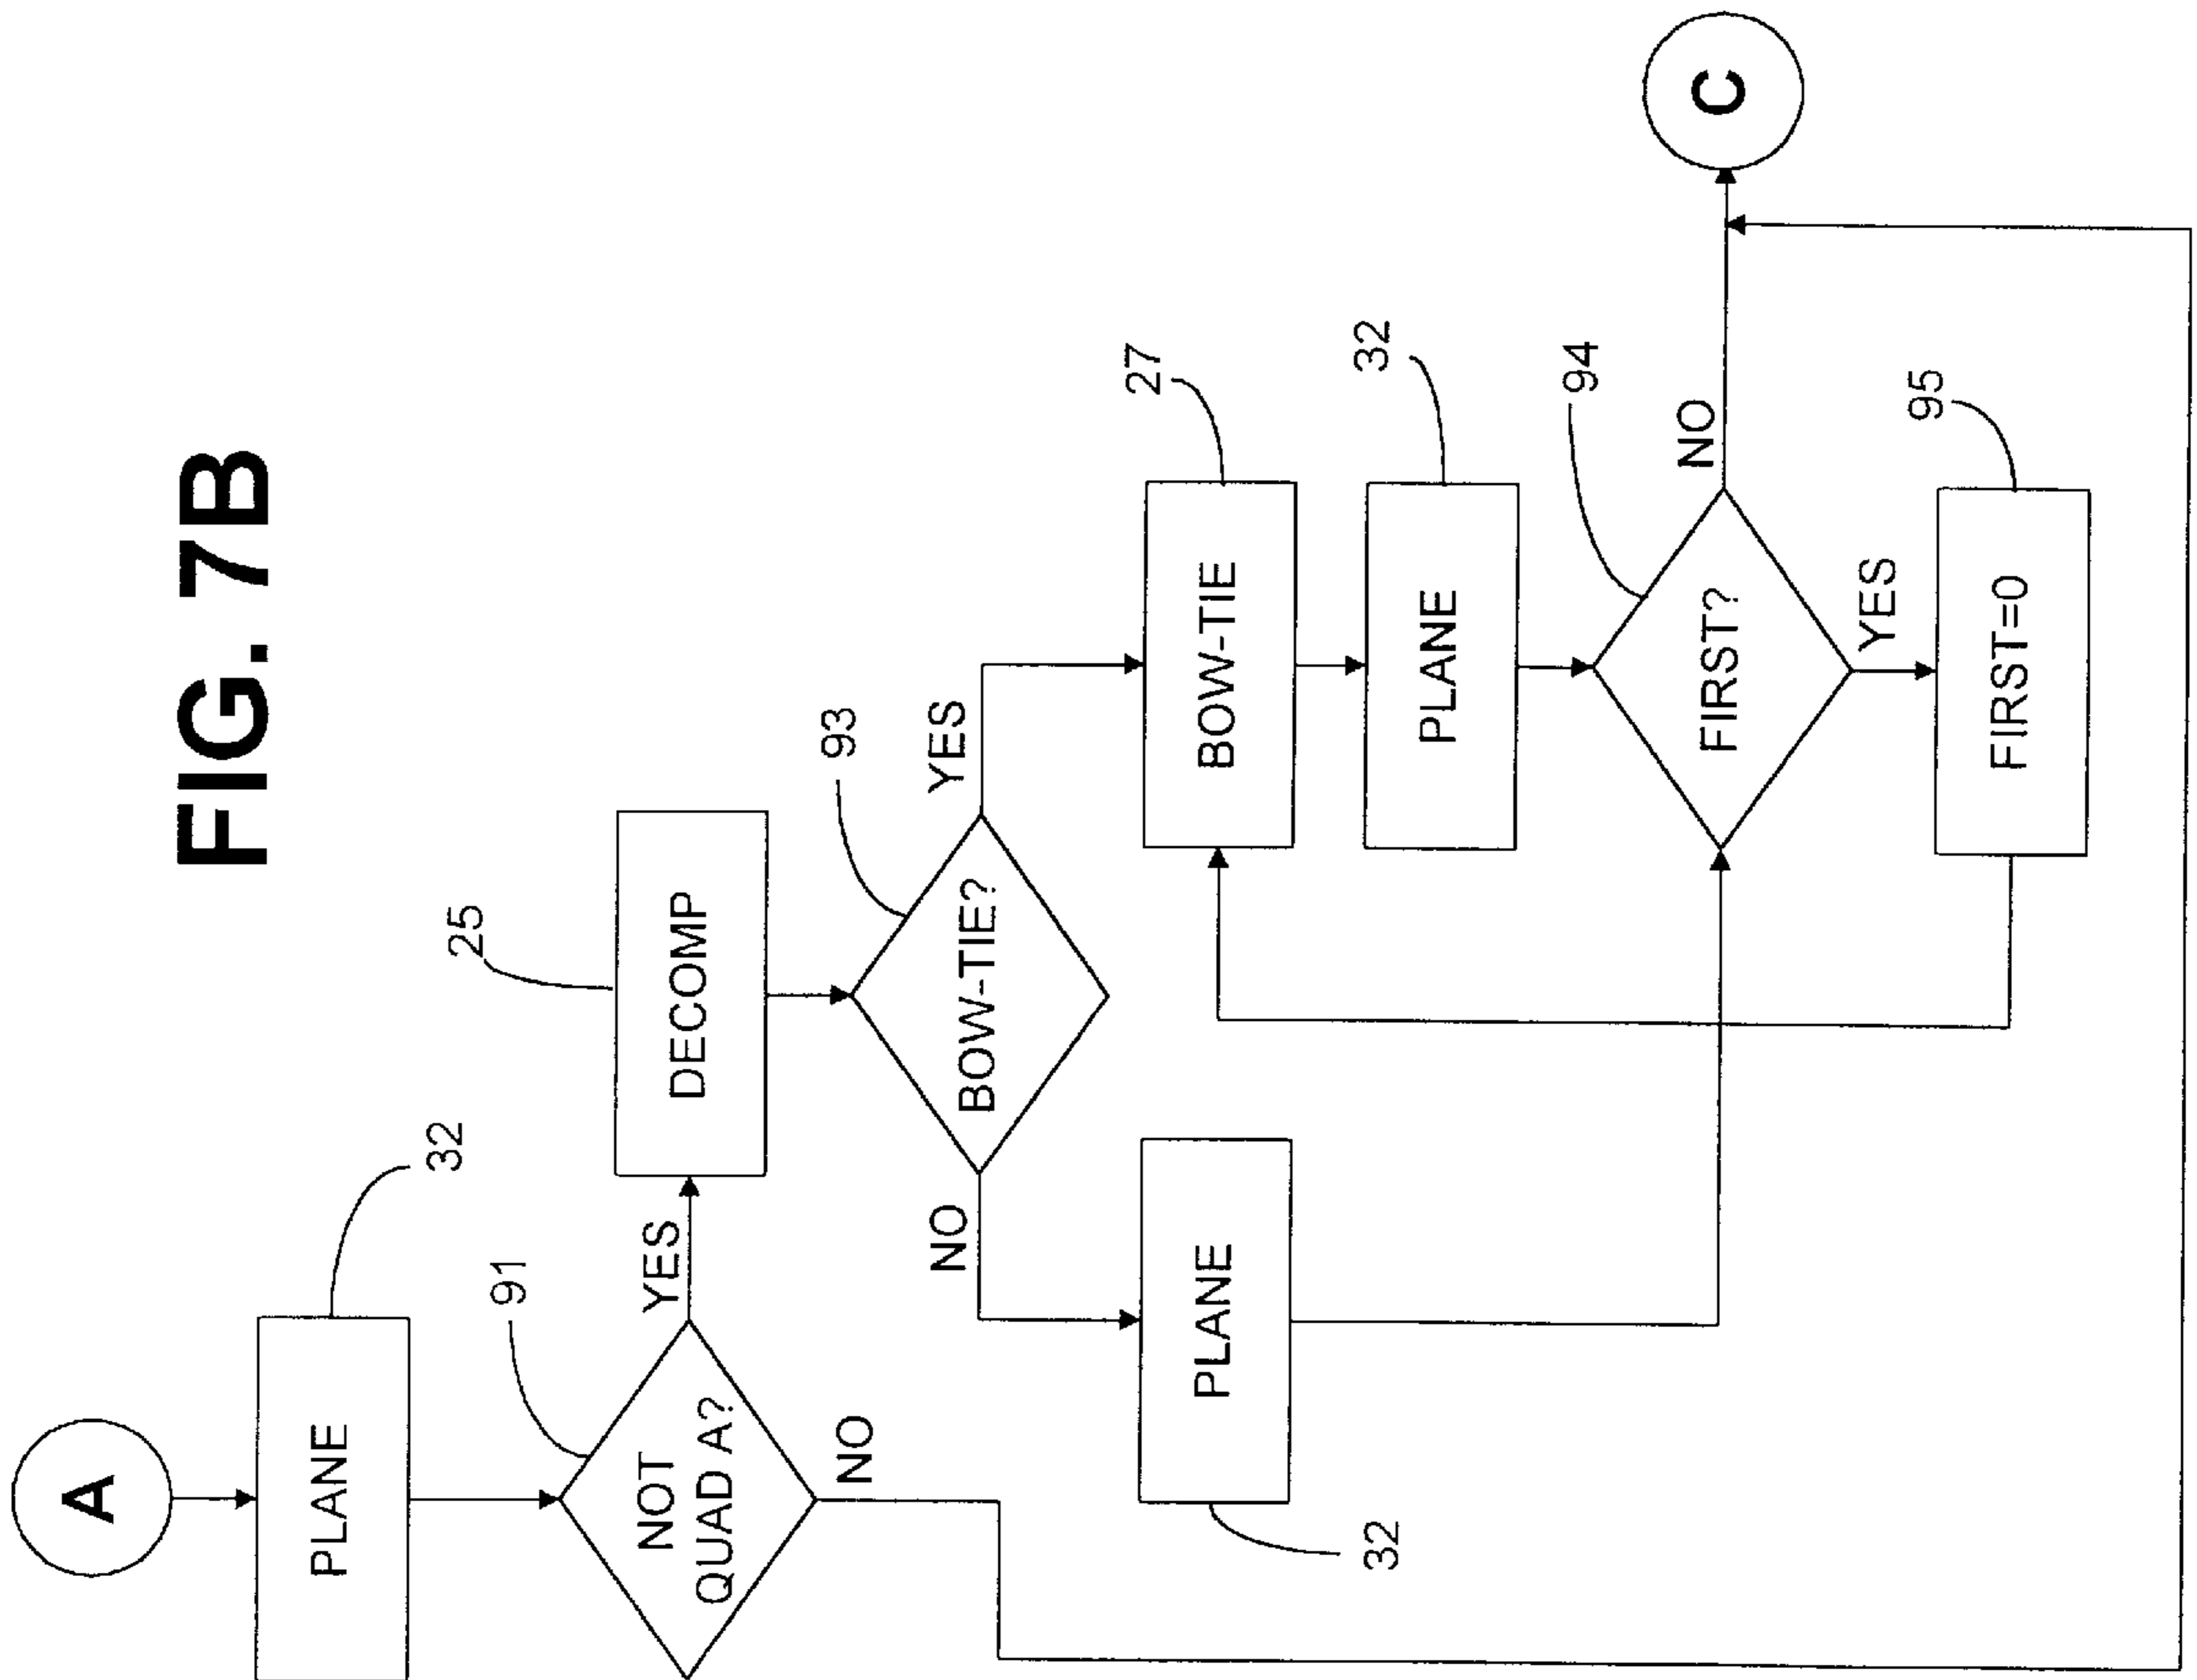 FIG. 7B
A
PLANE
32
NOT
QUAD A?
91
YES
NO
DECOMP
25
BOW-TIE?
93
YES
NO
PLANE
32
BOW-TIE
27
PLANE
32
FIRST?
94
NO
YES
FIRST=0
95
C